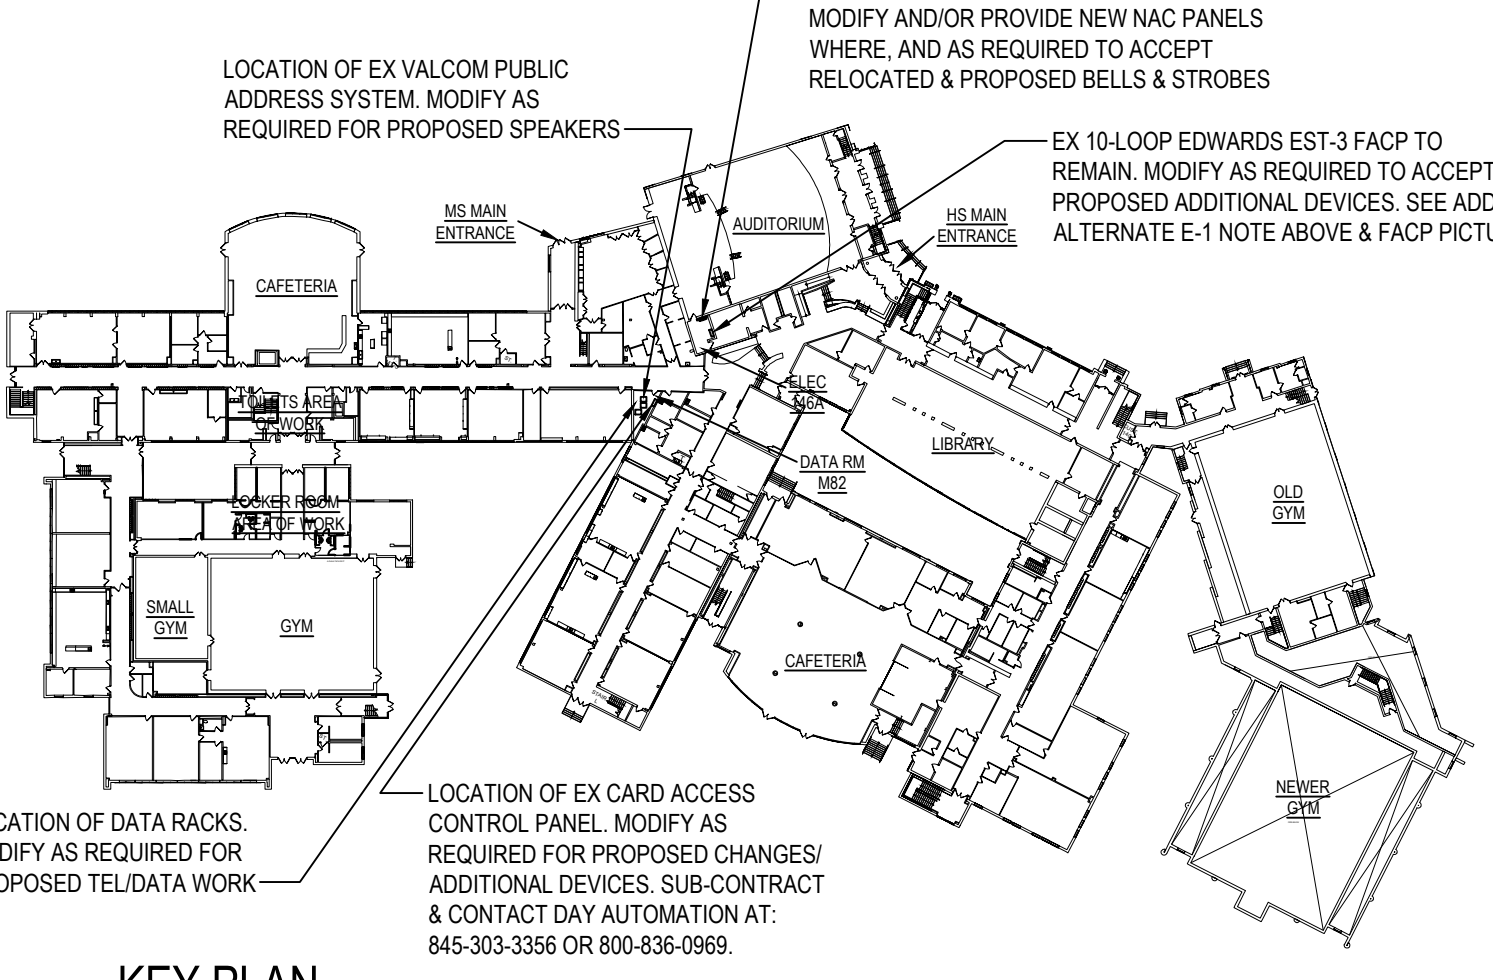 MODIFY AND/OR PROVIDE NEW NAC PANELS
WHERE, AND AS REQUIRED TO ACCEPT
RELOCATED & PROPOSED BELLS & STROBES
LOCATION OF EX VALCOM PUBLIC
ADDRESS SYSTEM. MODIFY AS
REQUIRED FOR PROPOSED SPEAKERS
EX 10-LOOP EDWARDS EST-3 FACP TO
REMAIN. MODIFY AS REQUIRED TO ACCEPT
PROPOSED ADDITIONAL DEVICES. SEE ADD
ALTERNATE E-1 NOTE ABOVE & FACP PICTU
MS MAIN
ENTRANCE
AUDITORIUM
HS MAIN
ENTRANCE
CAFETERIA
ELEC
M46A
TOILETS AREA
OF WORK
LIBRARY
DATA RM
M82
LOCKER ROOM
AREA OF WORK
OLD
GYM
SMALL
GYM
GYM
CAFETERIA
STAIR
NEWER
GYM
CATION OF DATA RACKS.
DIFY AS REQUIRED FOR
OPOSED TEL/DATA WORK
LOCATION OF EX CARD ACCESS
CONTROL PANEL. MODIFY AS
REQUIRED FOR PROPOSED CHANGES/
ADDITIONAL DEVICES. SUB-CONTRACT
& CONTACT DAY AUTOMATION AT:
845-303-3356 OR 800-836-0969.
KEY PLAN